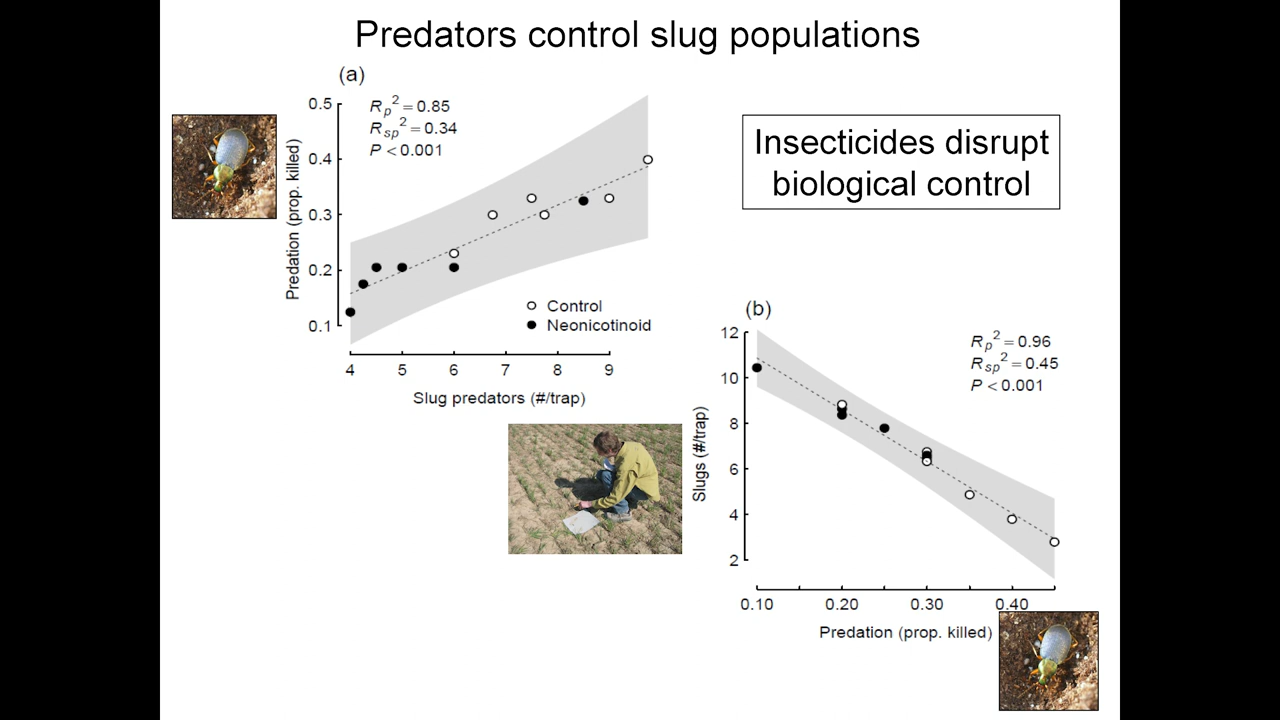 Predators control slug populations
(a)
Rp² = 0.85
Rsp² = 0.34
P < 0.001
0.5
0.4
0.3
0.2
0.1
Predation (prop. killed)
Control
Neonicotinoid
4 5 6 7 8 9
Slug predators (#/trap)
Insecticides disrupt
biological control
(b)
Rp² = 0.96
Rsp² = 0.45
P < 0.001
12
10
8
6
4
2
Slugs (#/trap)
0.10 0.20 0.30 0.40
Predation (prop. killed)